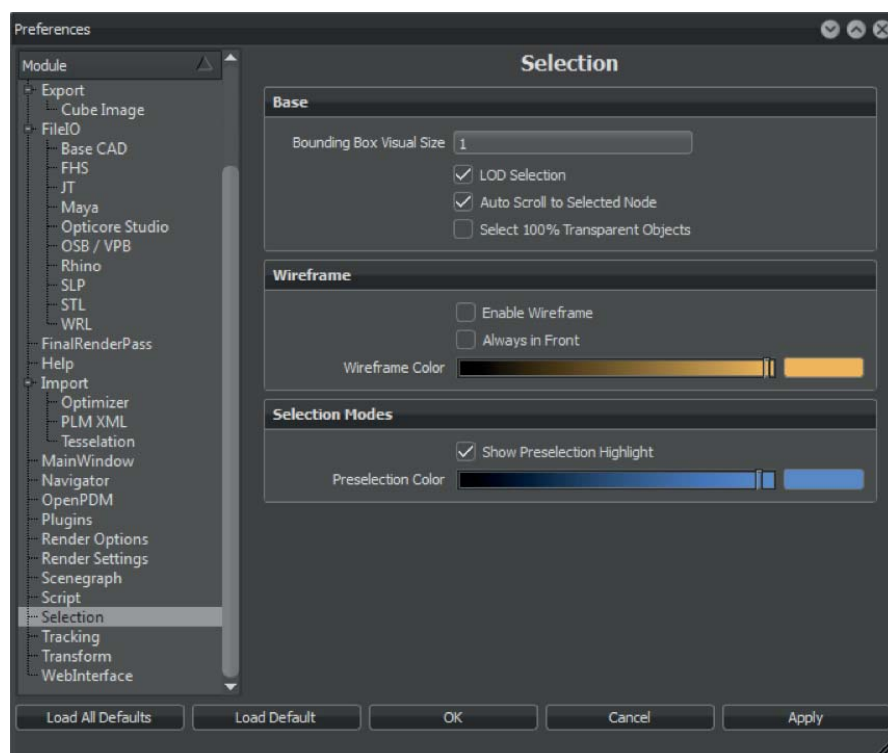 Preferences
Module
Export
Cube Image
FileIO
Base CAD
FHS
JT
Maya
Opticore Studio
OSB / VPB
Rhino
SLP
STL
WRL
FinalRenderPass
Help
Import
Optimizer
PLM XML
Tesselation
MainWindow
Navigator
OpenPDM
Plugins
Render Options
Render Settings
Scenegraph
Script
Selection
Tracking
Transform
WebInterface
Selection
Base
Bounding Box Visual Size 1
LOD Selection
Auto Scroll to Selected Node
Select 100% Transparent Objects
Wireframe
Enable Wireframe
Always in Front
Wireframe Color
Selection Modes
Show Preselection Highlight
Preselection Color
Load All Defaults Load Default OK Cancel Apply